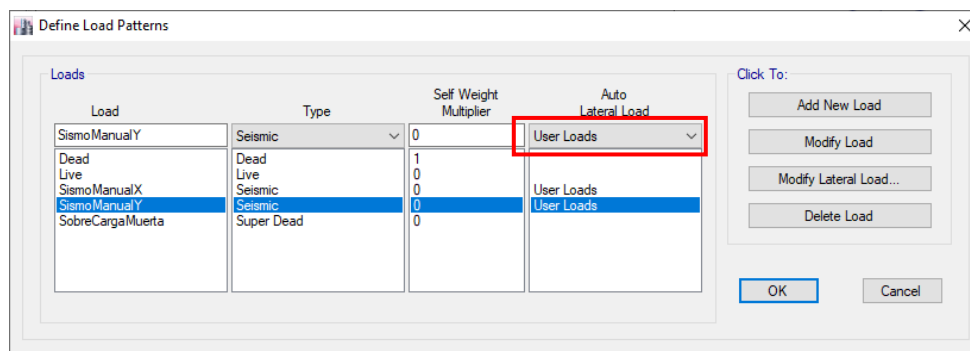 Define Load Patterns
Loads
Click To:
Load
Type
Self Weight
Multiplier
Auto
Lateral Load
SismoManualY Seismic 0 User Loads
Dead Dead 1
Live Live 0
SismoManualX Seismic 0 User Loads
SismoManualY Seismic 0 User Loads
SobreCargaMuerta Super Dead 0
Add New Load
Modify Load
Modify Lateral Load...
Delete Load
OK
Cancel